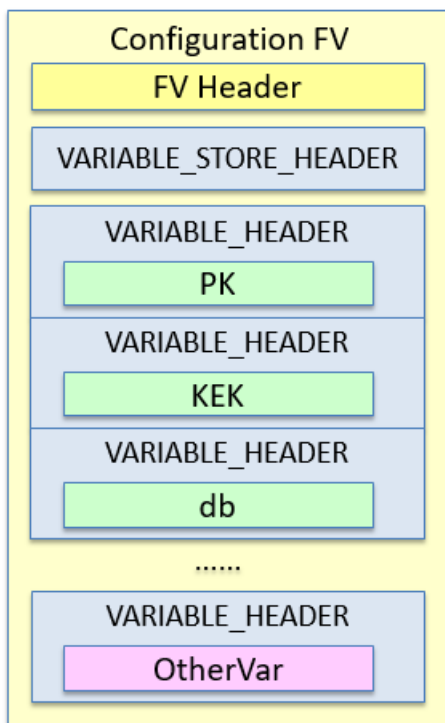 Configuration FV
FV Header
VARIABLE_STORE_HEADER
VARIABLE_HEADER
PK
VARIABLE_HEADER
KEK
VARIABLE_HEADER
db
......
VARIABLE_HEADER
OtherVar